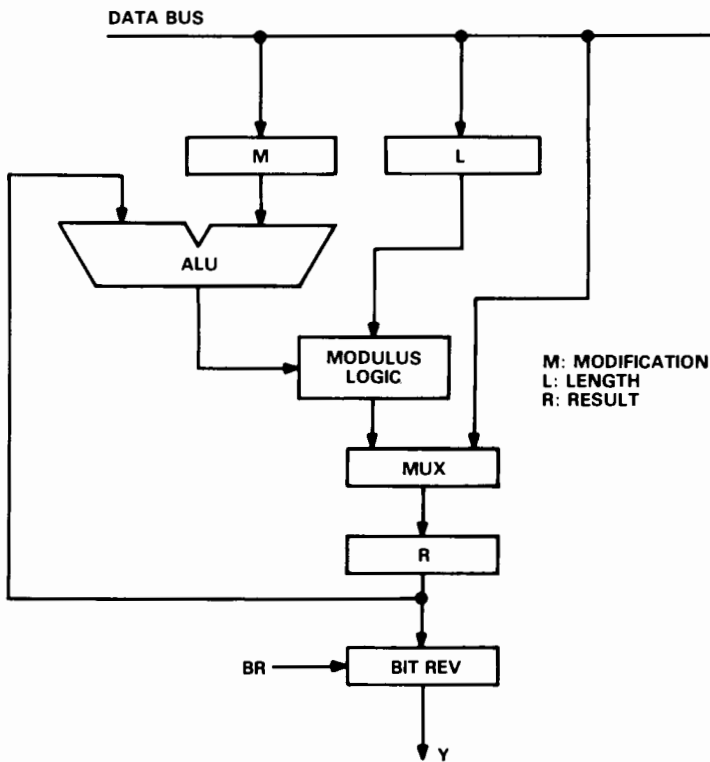 DATA BUS
M
L
ALU
MODULUS
LOGIC
M: MODIFICATION
L: LENGTH
R: RESULT
MUX
R
BR
BIT REV
Y